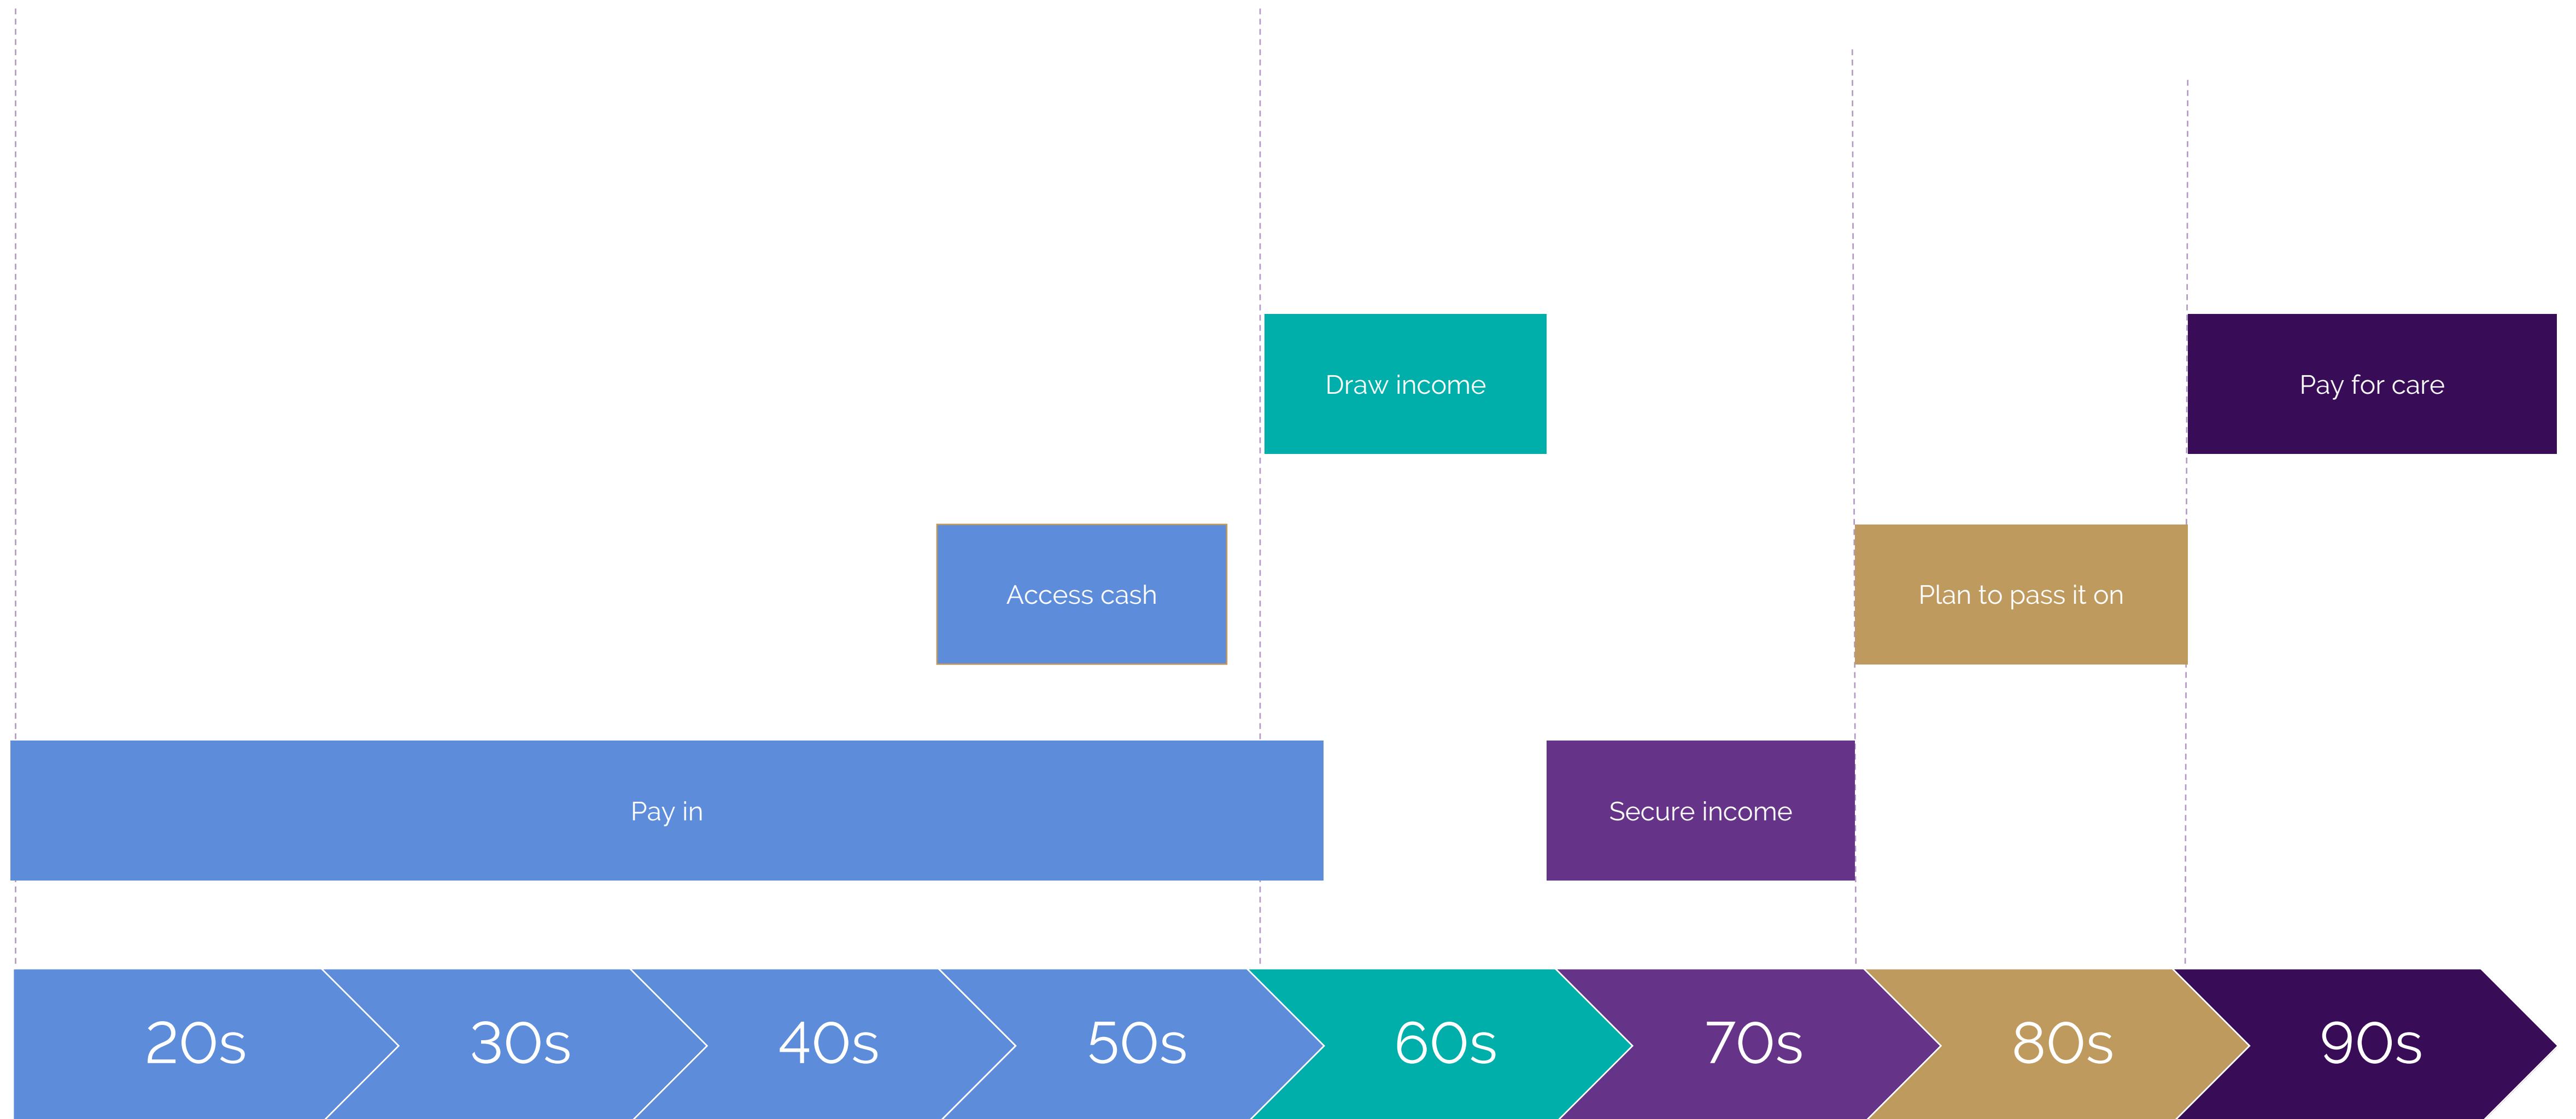 Draw income
Pay for care
Access cash
Plan to pass it on
Pay in
Secure income
20s
30s
40s
50s
60s
70s
80s
90s